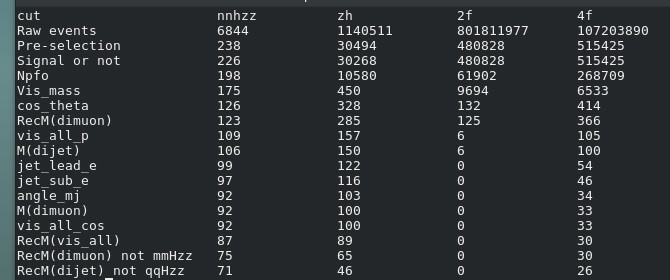 cut nnhzz zh 2f 4f
Raw events 6844 1140511 801811977 107203890
Pre-selection 238 30494 480828 515425
Signal or not 226 30268 480828 515425
Npfo 198 10580 61902 268709
Vis_mass 175 450 9694 6533
cos_theta 126 328 132 414
RecM(dimuon) 123 285 125 366
vis_all_p 109 157 6 105
M(dijet) 106 150 6 100
jet_lead_e 99 122 0 54
jet_sub_e 97 116 0 46
angle_mj 92 103 0 34
M(dimuon) 92 100 0 33
vis_all_cos 92 100 0 33
RecM(vis_all) 87 89 0 30
RecM(dimuon) not mmHzz 75 65 0 30
RecM(dijet) not qqHzz 71 46 0 26